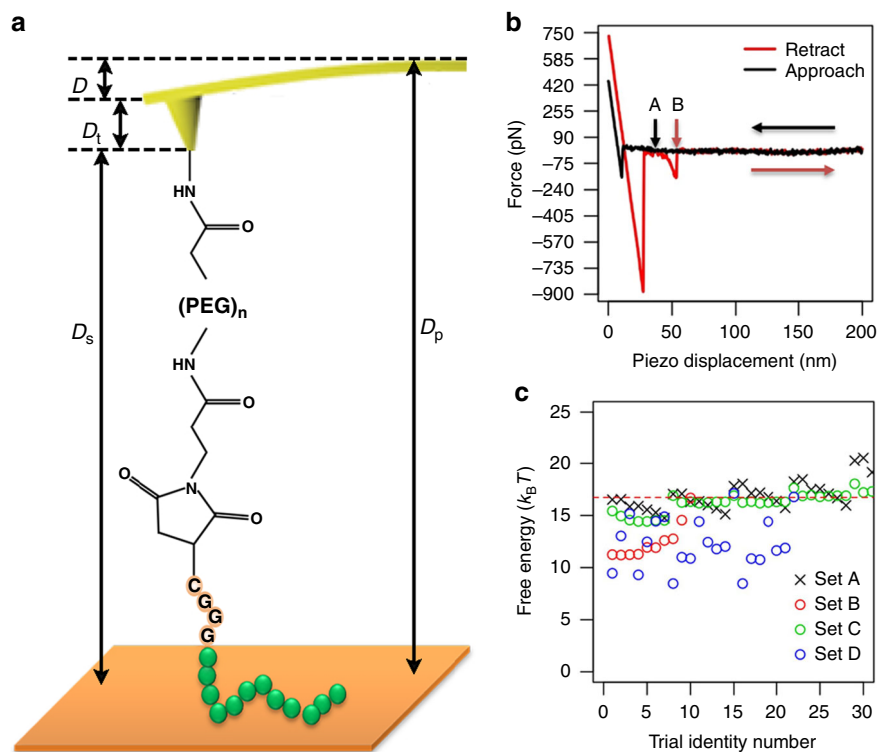 a
D
Dt
Ds
Dp
HN
O
(PEG)n
HN
O
O
N
O
C
G
G
G
b
Force (pN)
750
585
420
255
90
−75
−240
−405
−570
−735
−900
Retract
Approach
A B
0 50 100 150 200
Piezo displacement (nm)
c
Free energy (kBT)
25
20
15
10
5
0
Set A
Set B
Set C
Set D
0 5 10 15 20 25 30
Trial identity number